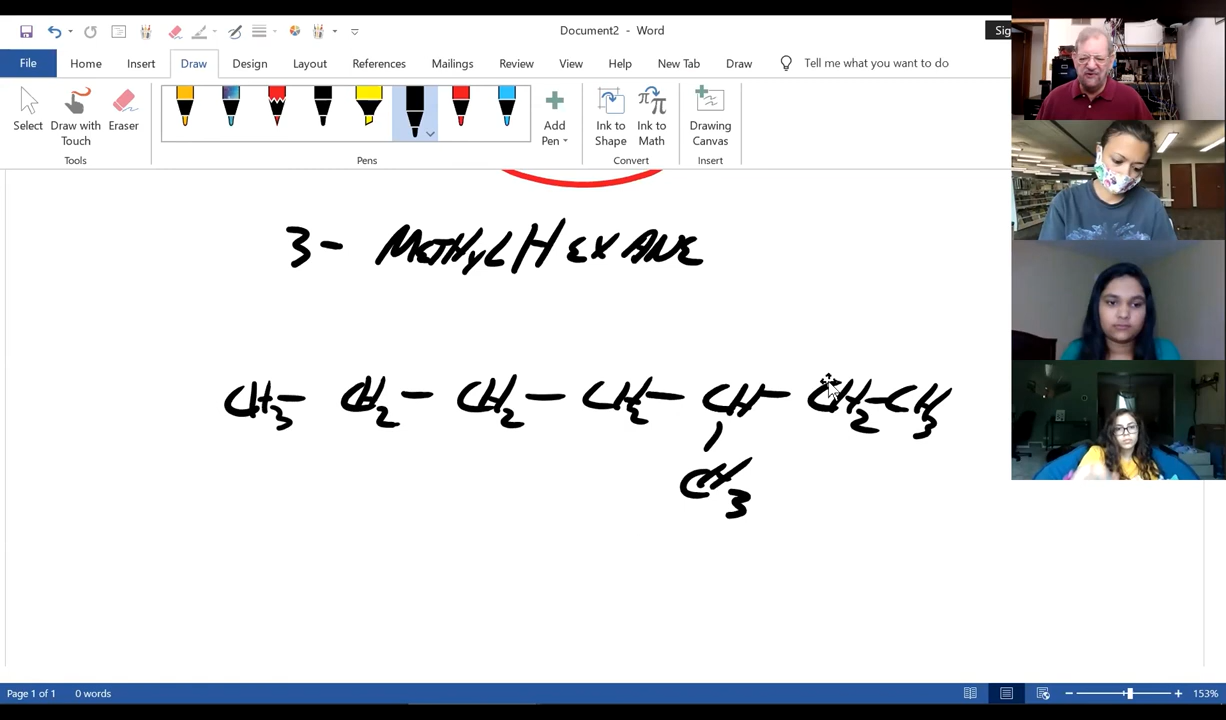 Document2 - Word
Sig
File Home Insert Draw Design Layout References Mailings Review View Help New Tab Draw Tell me what you want to do
Select
Draw with Touch
Eraser
Add Pen
Ink to Shape
Ink to Math
Drawing Canvas
Tools Pens Convert Insert
3- METHYLHEXANE
CH3- CH2- CH2- CH2- CH- CH2-CH3
CH3
Page 1 of 1 0 words 153%